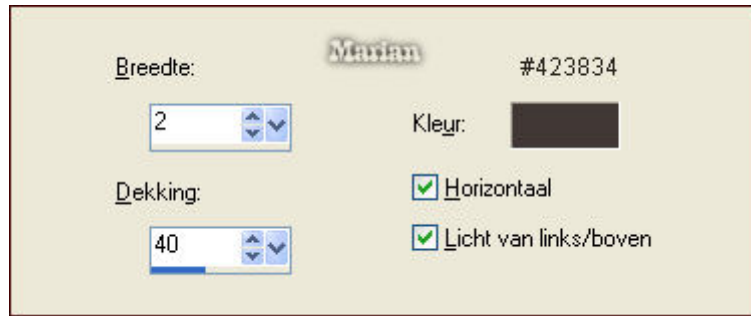 Marian
Breedte:
#423834
2
Kleur:
Dekking:
Horizontaal
40
Licht van links/boven